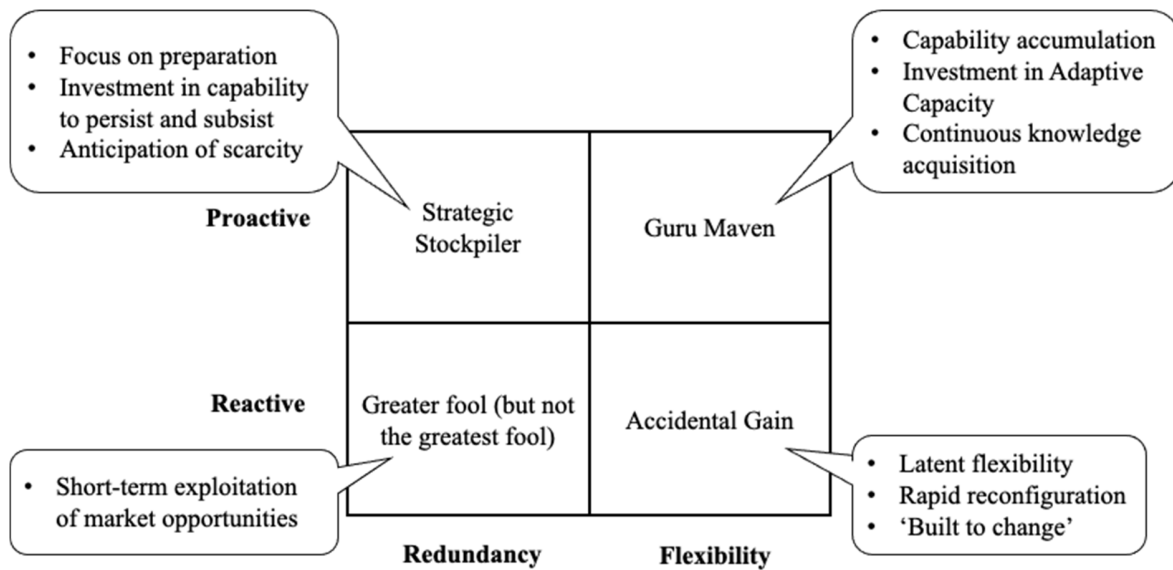 • Focus on preparation
• Investment in capability
to persist and subsist
• Anticipation of scarcity
• Capability accumulation
• Investment in Adaptive
Capacity
• Continuous knowledge
acquisition
Proactive
Strategic
Stockpiler
Guru Maven
Reactive
Greater fool (but not
the greatest fool)
Accidental Gain
• Short-term exploitation
of market opportunities
• Latent flexibility
• Rapid reconfiguration
• ‘Built to change’
Redundancy
Flexibility